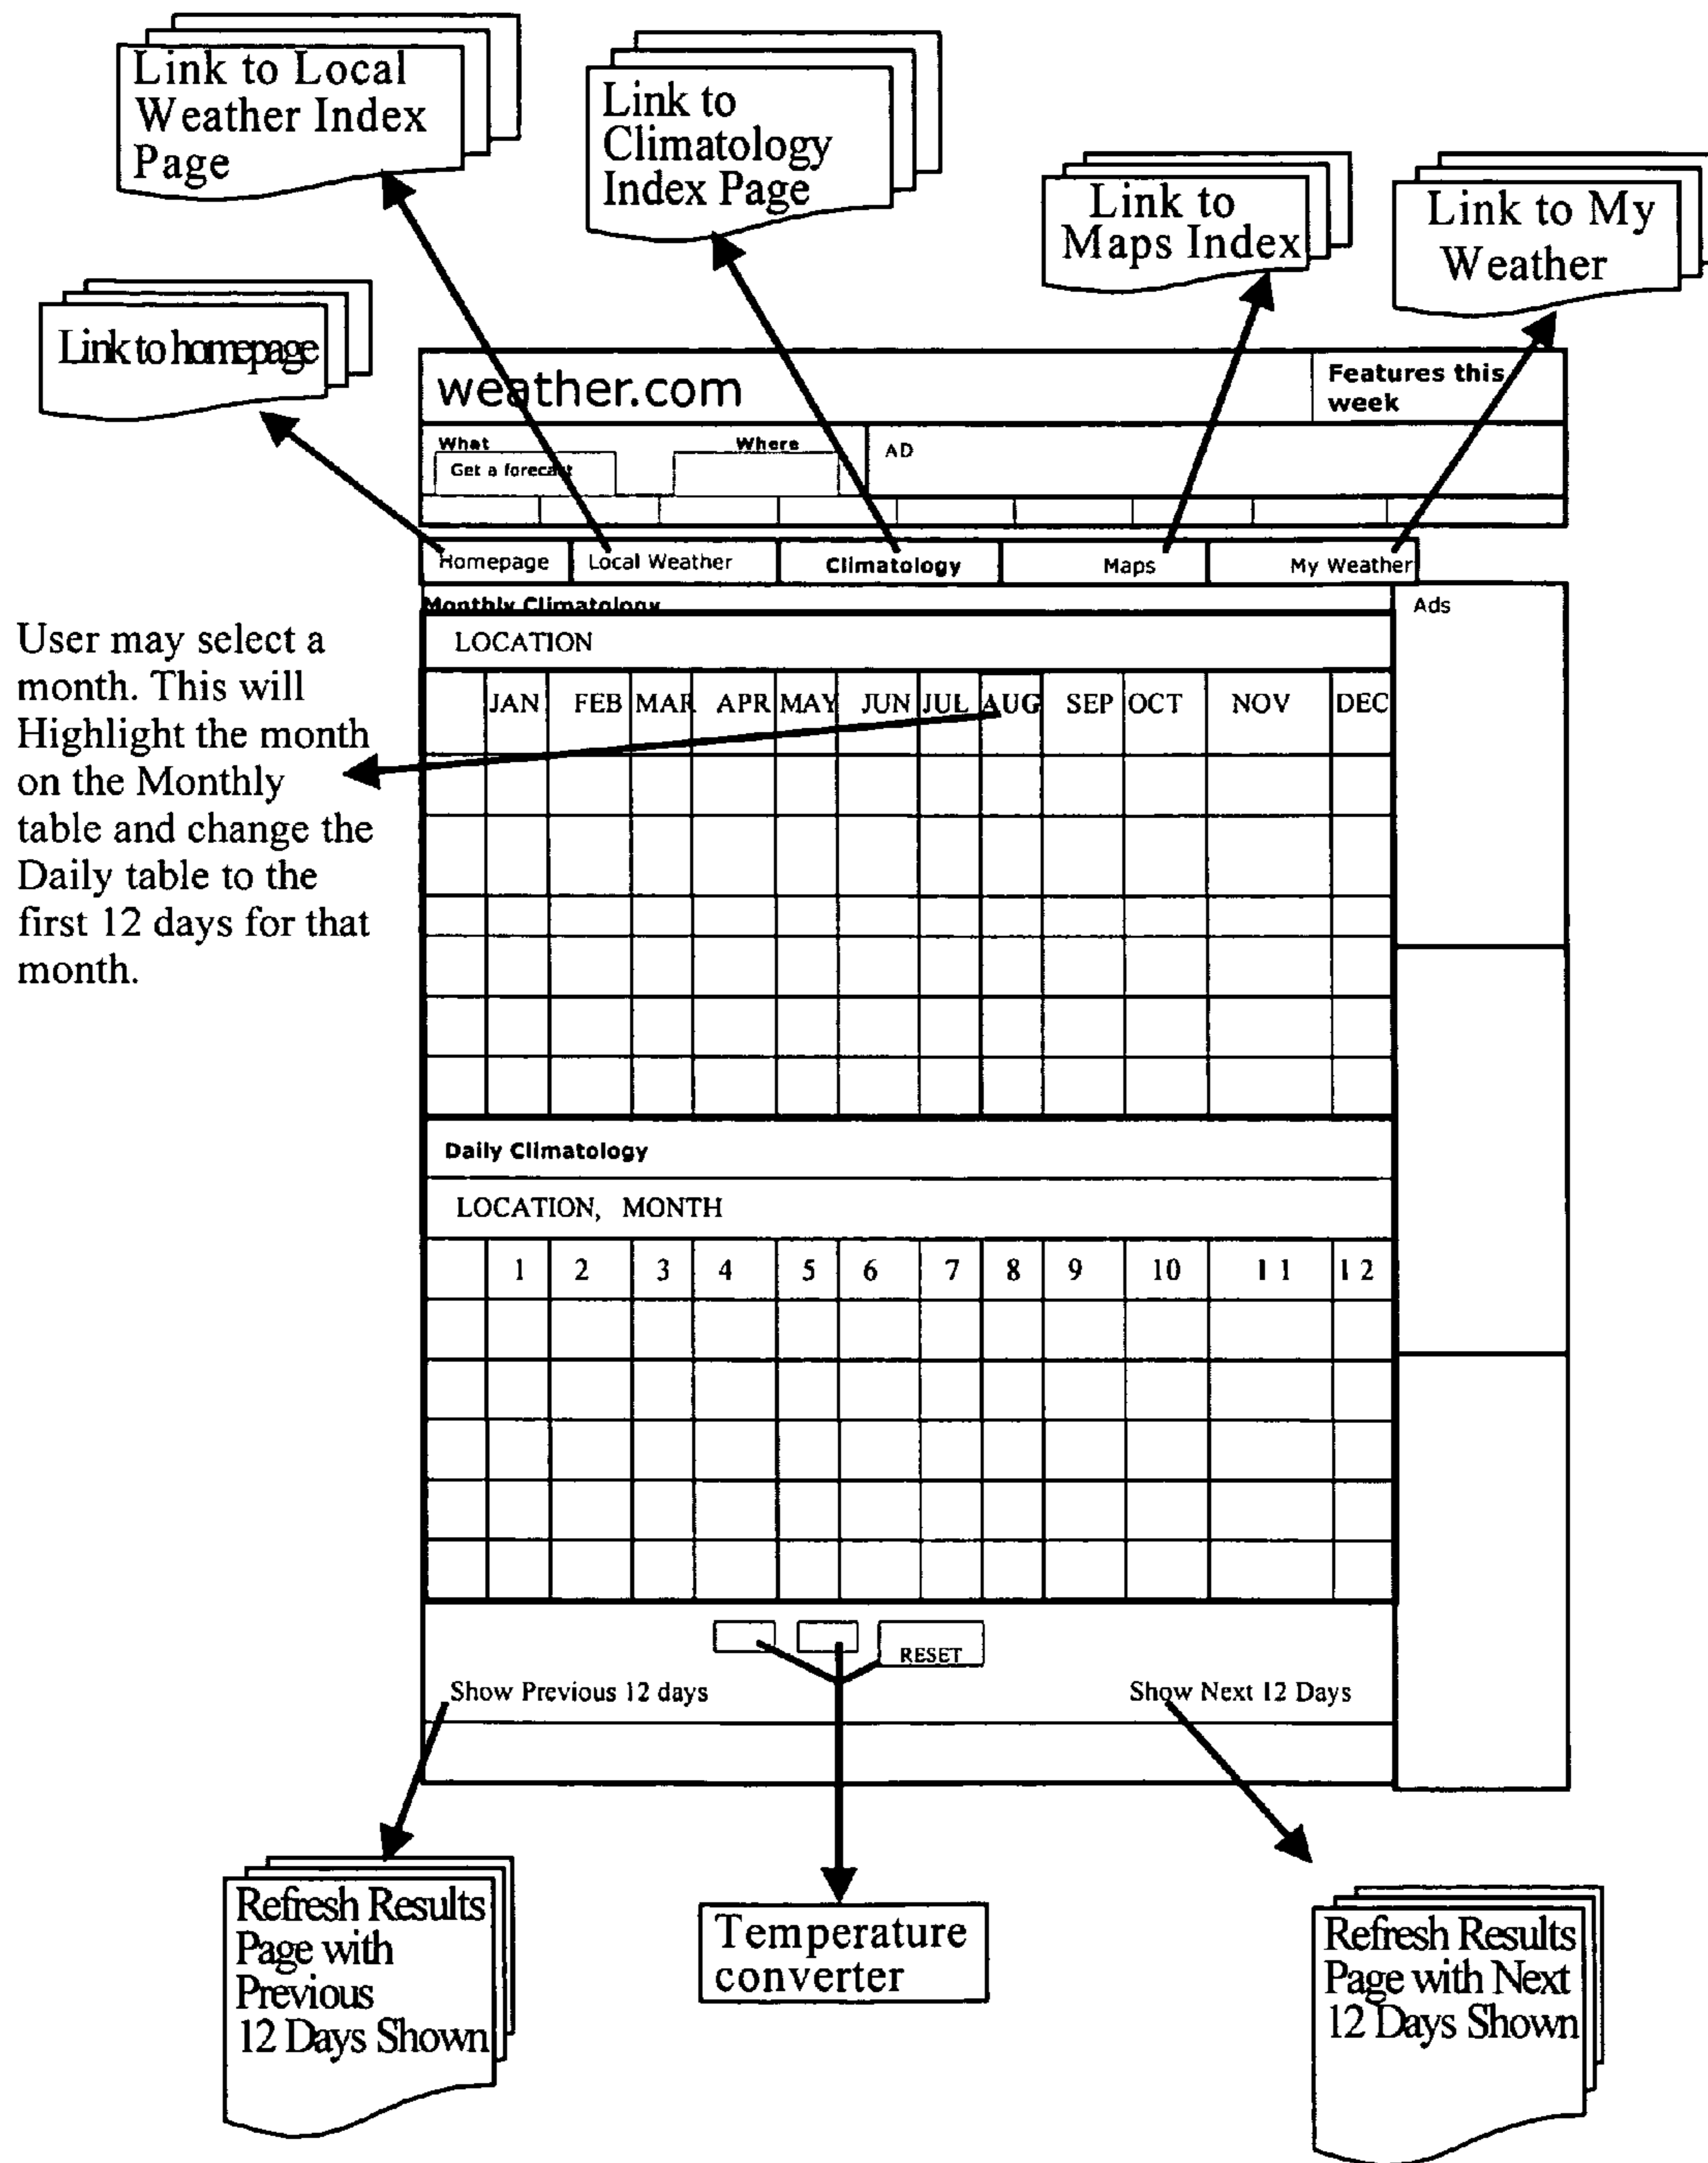 Link to Local
Weather Index
Page
Link to
Climatology
Index Page
Link to
Maps Index
Link to My
Weather
Link to homepage
weather.com
Features this
week
What
Where
AD
Get a forecast
Homepage
Local Weather
Climatology
Maps
My Weather
Monthly Climatology
Ads
User may select a
month. This will
Highlight the month
on the Monthly
table and change the
Daily table to the
first 12 days for that
month.
LOCATION
JAN FEB MAR APR MAY JUN JUL AUG SEP OCT NOV DEC
Daily Climatology
LOCATION, MONTH
1 2 3 4 5 6 7 8 9 10 11 12
RESET
Show Previous 12 days
Show Next 12 Days
Refresh Results
Page with
Previous
12 Days Shown
Temperature
converter
Refresh Results
Page with Next
12 Days Shown